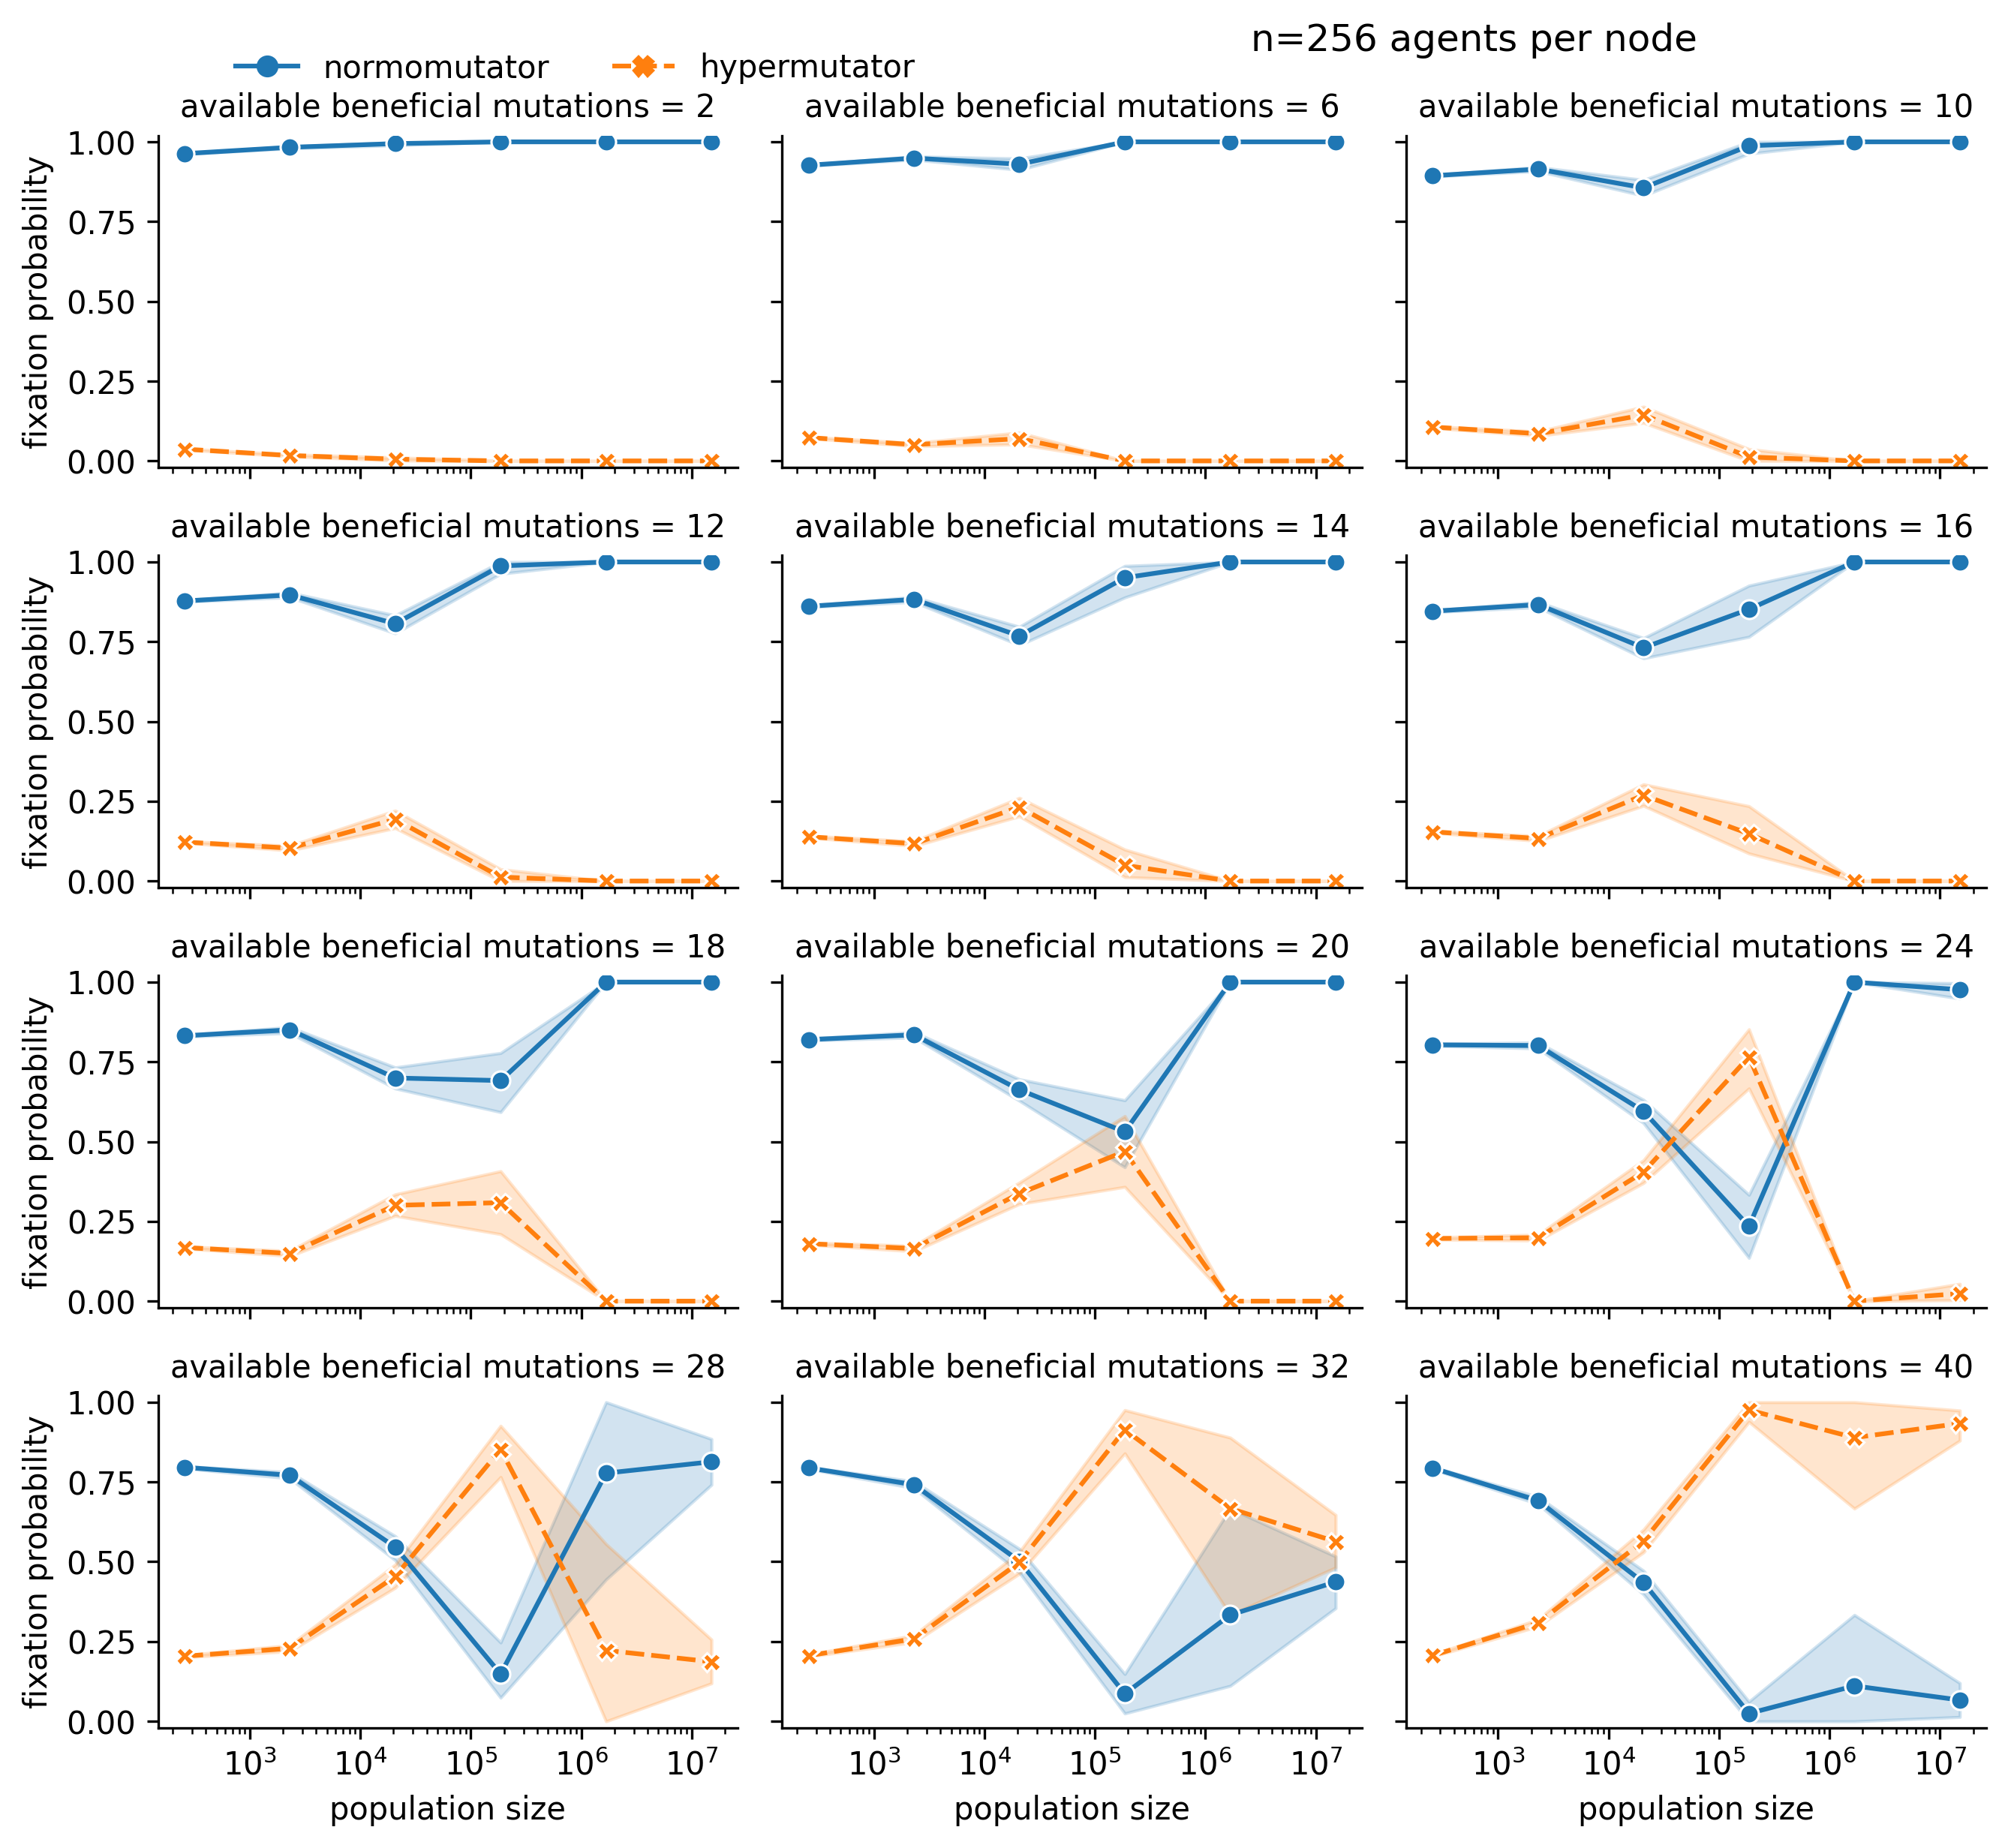 n=256 agents per node
normomutator hypermutator
available beneficial mutations = 2
available beneficial mutations = 6
available beneficial mutations = 10
1.00
0.75
0.50
0.25
0.00
fixation probability
available beneficial mutations = 12
available beneficial mutations = 14
available beneficial mutations = 16
1.00
0.75
0.50
0.25
0.00
fixation probability
available beneficial mutations = 18
available beneficial mutations = 20
available beneficial mutations = 24
1.00
0.75
0.50
0.25
0.00
fixation probability
available beneficial mutations = 28
available beneficial mutations = 32
available beneficial mutations = 40
1.00
0.75
0.50
0.25
0.00
fixation probability
10³ 10⁴ 10⁵ 10⁶ 10⁷
10³ 10⁴ 10⁵ 10⁶ 10⁷
10³ 10⁴ 10⁵ 10⁶ 10⁷
population size
population size
population size